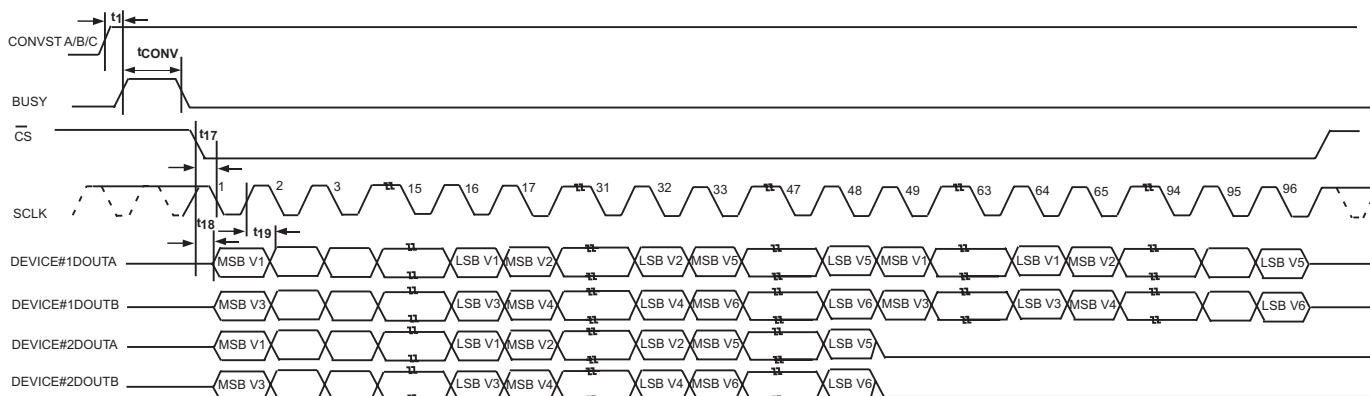 t1
CONVST A/B/C
tCONV
BUSY
CS
t17
1 2 3 15 16 17 31 32 33 47 48 49 63 64 65 94 95 96
SCLK
t18
t19
DEVICE#1DOUTA MSB V1 LSB V1 MSB V2 LSB V2 MSB V5 LSB V5 MSB V1 LSB V1 MSB V2 LSB V5
DEVICE#1DOUTB MSB V3 LSB V3 MSB V4 LSB V4 MSB V6 LSB V6 MSB V3 LSB V3 MSB V4 LSB V6
DEVICE#2DOUTA MSB V1 LSB V1 MSB V2 LSB V2 MSB V5 LSB V5
DEVICE#2DOUTB MSB V3 LSB V3 MSB V4 LSB V4 MSB V6 LSB V6